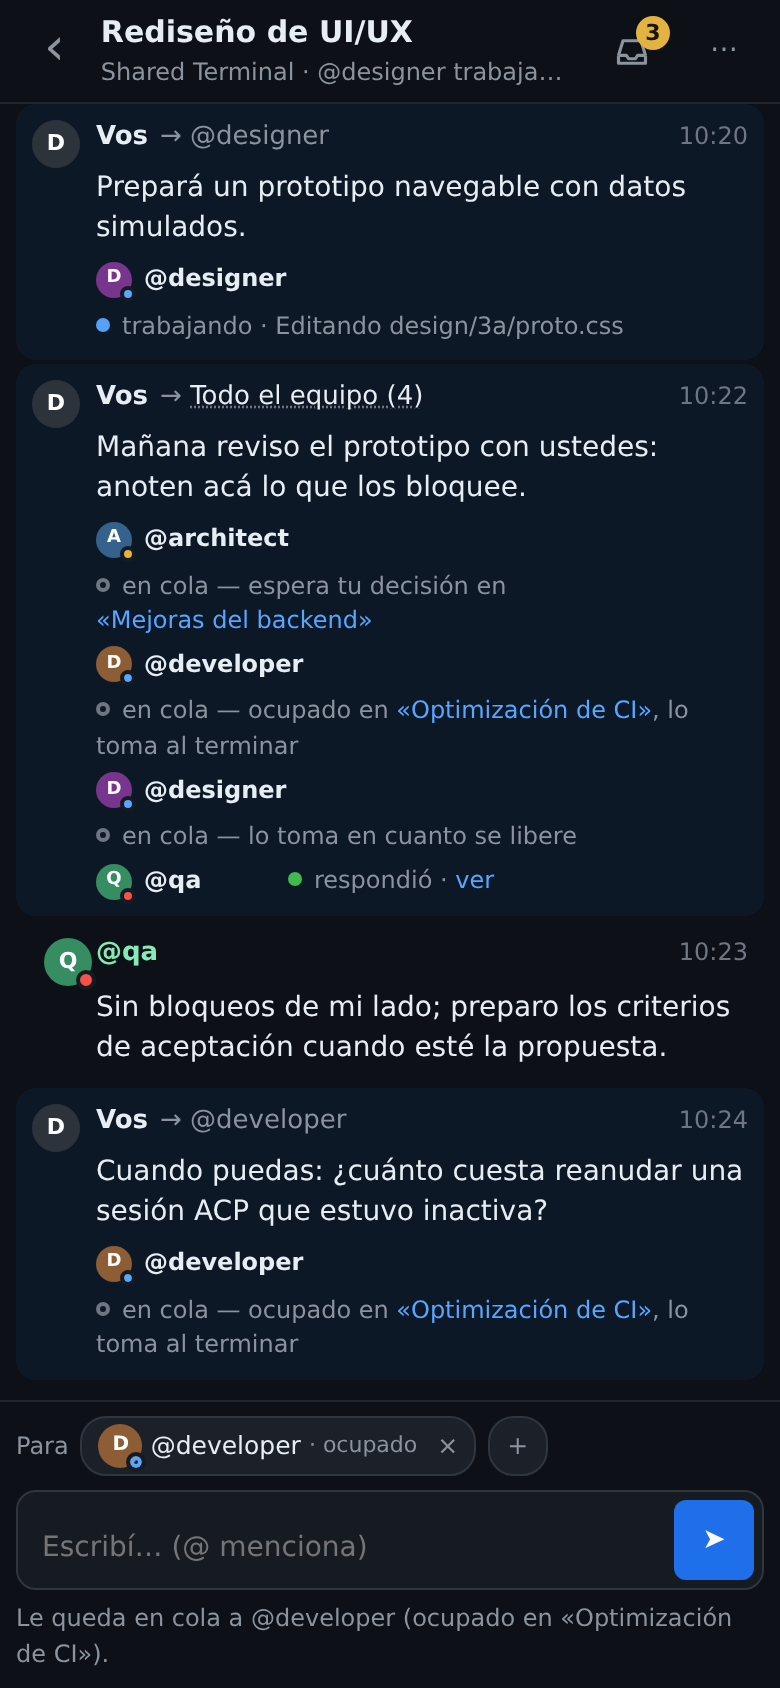 ‹
Rediseño de UI/UX
3
···
Shared Terminal · @designer trabaja…
D
Vos → @designer
10:20
Prepará un prototipo navegable con datos
simulados.
D @designer
trabajando · Editando design/3a/proto.css
D
Vos → Todo el equipo (4)
10:22
Mañana reviso el prototipo con ustedes:
anoten acá lo que los bloquee.
A @architect
en cola — espera tu decisión en
«Mejoras del backend»
D @developer
en cola — ocupado en «Optimización de CI», lo
toma al terminar
D @designer
en cola — lo toma en cuanto se libere
Q @qa respondió · ver
Q @qa
10:23
Sin bloqueos de mi lado; preparo los criterios
de aceptación cuando esté la propuesta.
D
Vos → @developer
10:24
Cuando puedas: ¿cuánto cuesta reanudar una
sesión ACP que estuvo inactiva?
D @developer
en cola — ocupado en «Optimización de CI», lo
toma al terminar
Para D @developer · ocupado × +
Escribí… (@ menciona)
➤
Le queda en cola a @developer (ocupado en «Optimización
de CI»).